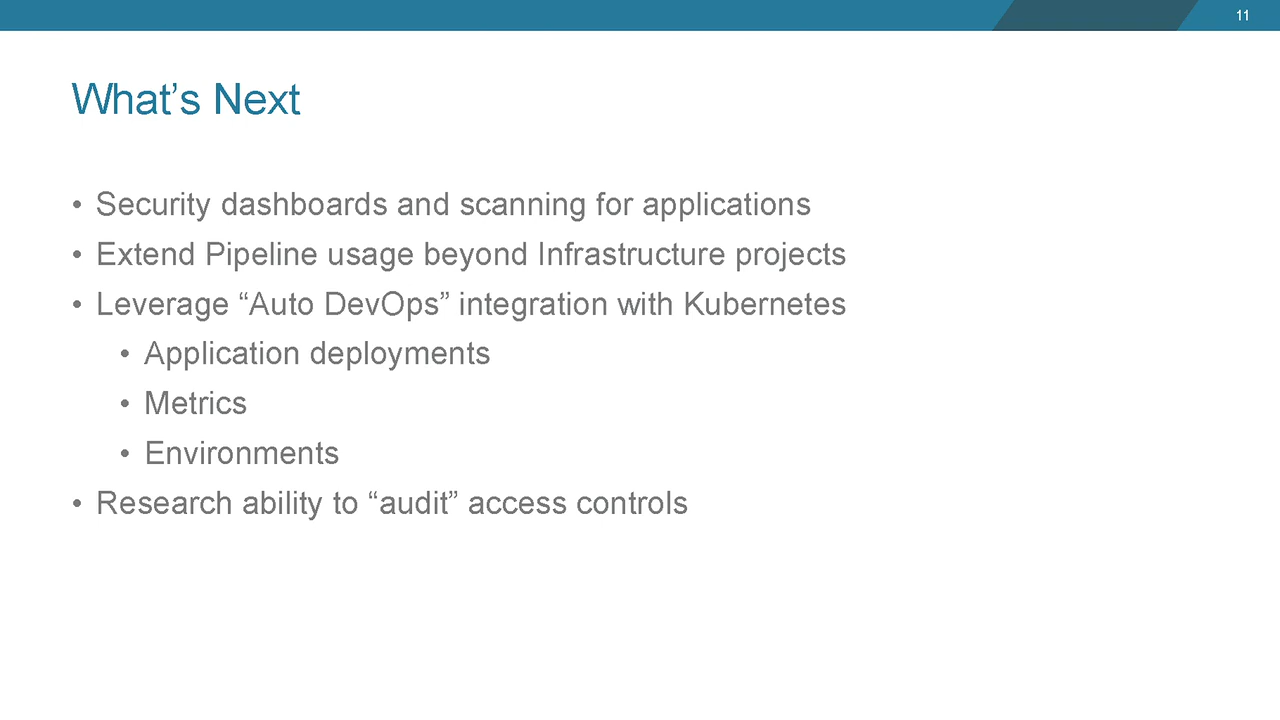 11
What’s Next
• Security dashboards and scanning for applications
• Extend Pipeline usage beyond Infrastructure projects
• Leverage “Auto DevOps” integration with Kubernetes
• Application deployments
• Metrics
• Environments
• Research ability to “audit” access controls